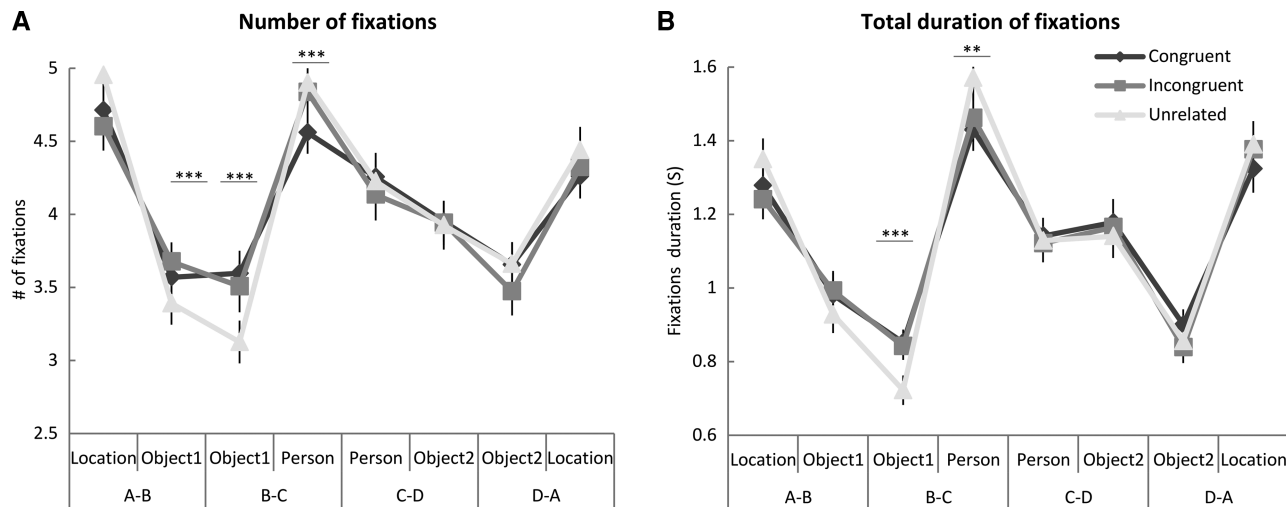 A
Number of fixations
***
***
***
5
4.5
4
3.5
3
2.5
# of fixations
Location Object1 Object1 Person Person Object2 Object2 Location
A-B B-C C-D D-A
B
Total duration of fixations
**
***
Congruent
Incongruent
Unrelated
1.6
1.4
1.2
1
0.8
0.6
Fixations duration (S)
Location Object1 Object1 Person Person Object2 Object2 Location
A-B B-C C-D D-A